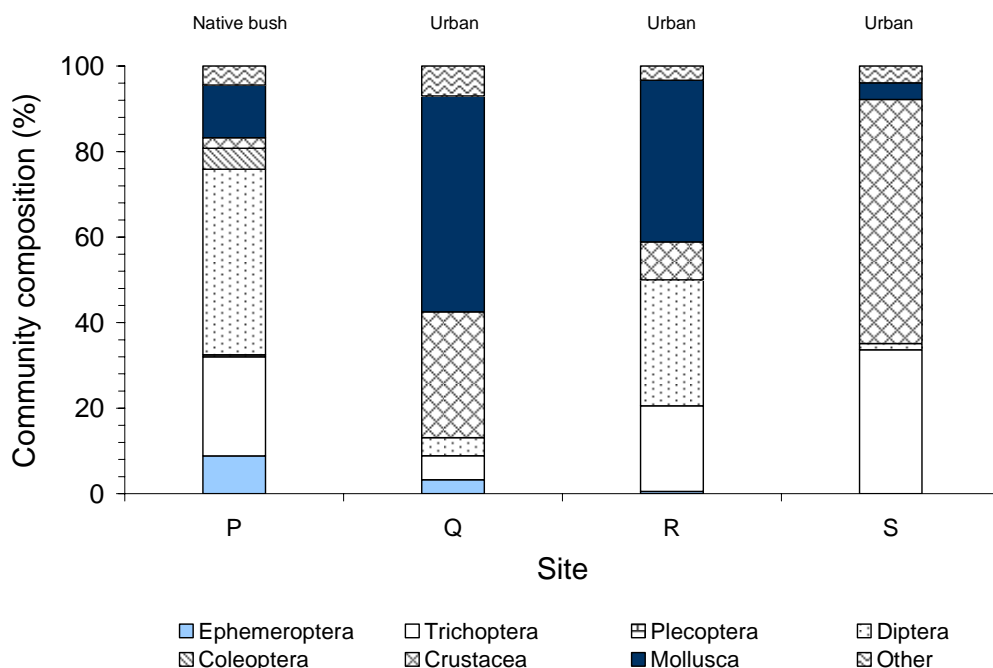 Native bush Urban Urban Urban
100
80
60
40
20
0
Community composition (%)
P Q R S
Site
Ephemeroptera Trichoptera Plecoptera Diptera
Coleoptera Crustacea Mollusca Other